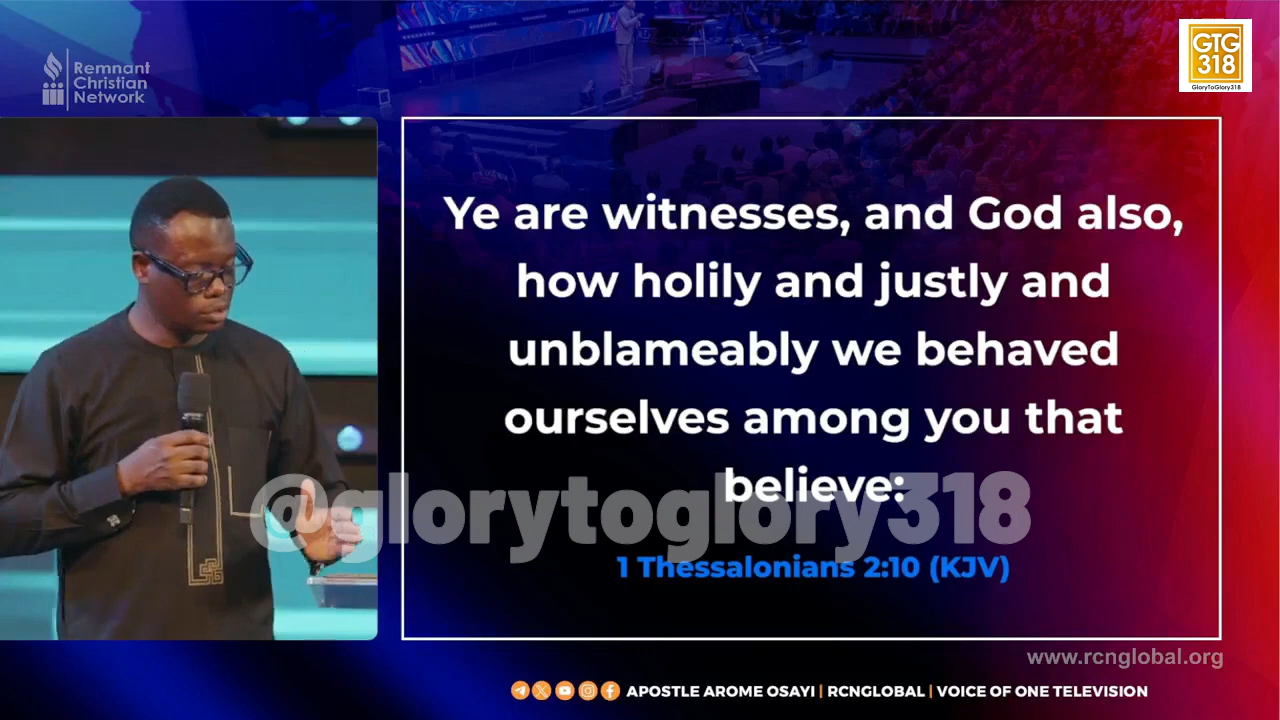 Remnant
Christian
Network
GTG
318
GloryToGlory318
Ye are witnesses, and God also,
how holily and justly and
unblameably we behaved
ourselves among you that
believe:
@glorytoglory318
1 Thessalonians 2:10 (KJV)
www.rcnglobal.org
APOSTLE AROME OSAYI | RCNGLOBAL | VOICE OF ONE TELEVISION